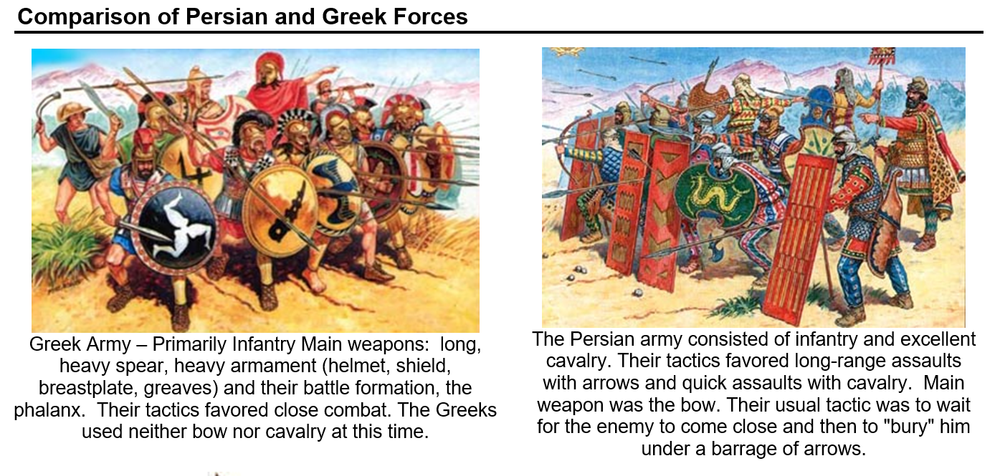 Comparison of Persian and Greek Forces
Greek Army – Primarily Infantry Main weapons:  long,
heavy spear, heavy armament (helmet, shield,
breastplate, greaves) and their battle formation, the
phalanx.  Their tactics favored close combat. The Greeks
used neither bow nor cavalry at this time.
The Persian army consisted of infantry and excellent
cavalry. Their tactics favored long-range assaults
with arrows and quick assaults with cavalry.  Main
weapon was the bow. Their usual tactic was to wait
for the enemy to come close and then to "bury" him
under a barrage of arrows.